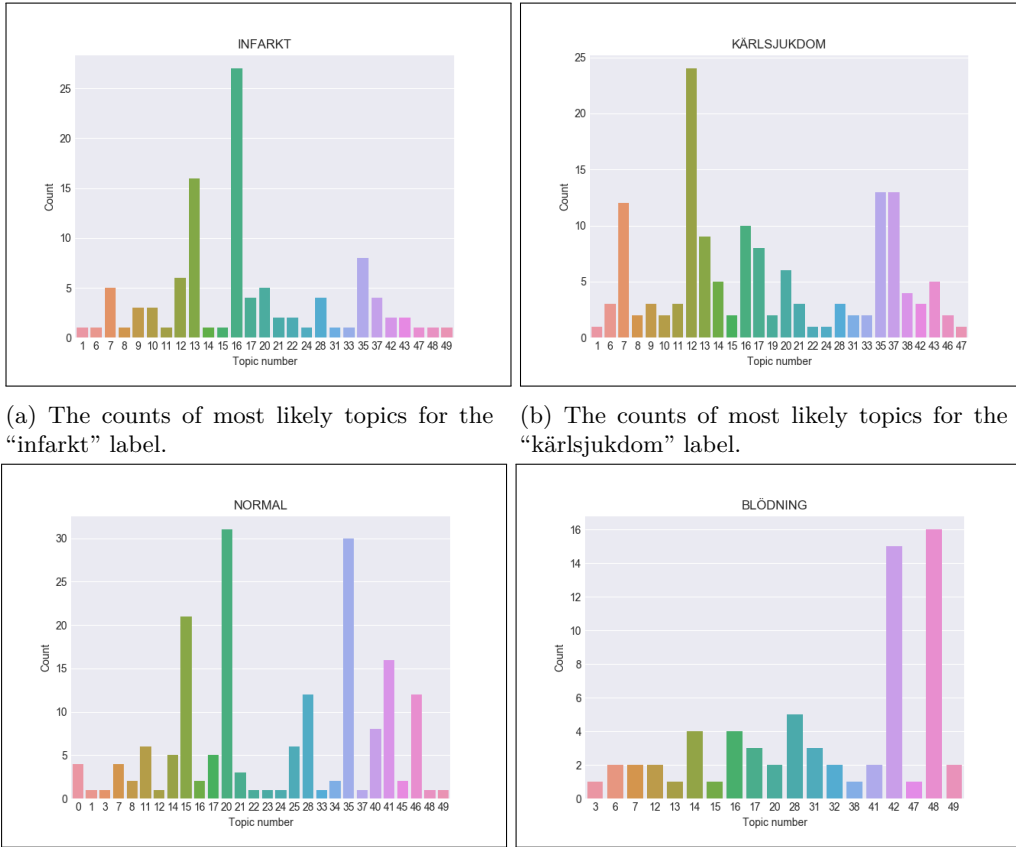 INFARKT
25
20
15
10
5
0
Count
1 6 7 8 9 10 11 12 13 14 15 16 17 20 21 22 24 28 31 33 35 37 42 43 47 48 49
Topic number
KÄRLSJUKDOM
25
20
15
10
5
0
Count
1 6 7 8 9 10 11 12 13 14 15 16 17 19 20 21 22 24 28 32 33 35 37 38 42 43 46 47
Topic number
(a) The counts of most likely topics for the
“infarkt” label.
(b) The counts of most likely topics for the
“kärlsjukdom” label.
NORMAL
30
25
20
15
10
5
0
Count
0 1 3 7 8 11 12 14 15 16 17 20 21 22 23 24 25 28 33 34 35 37 40 41 45 46 48 49
Topic number
BLÖDNING
16
14
12
10
8
6
4
2
0
Count
3 6 7 12 13 14 15 16 17 20 28 31 32 38 41 42 47 48 49
Topic number